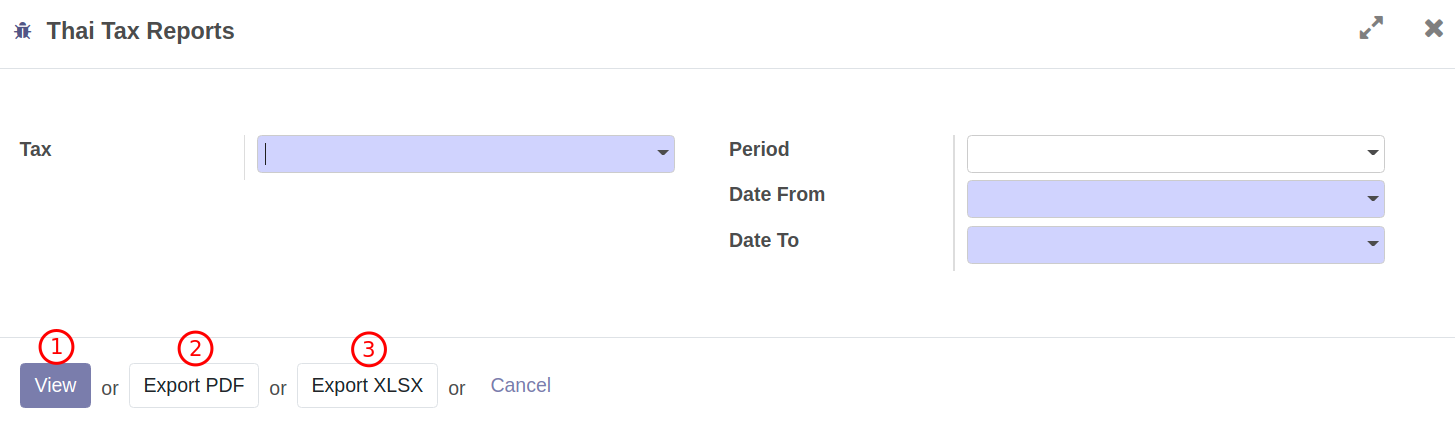 Thai Tax Reports
Tax
Period
Date From
Date To
1 2 3
View or Export PDF or Export XLSX or Cancel